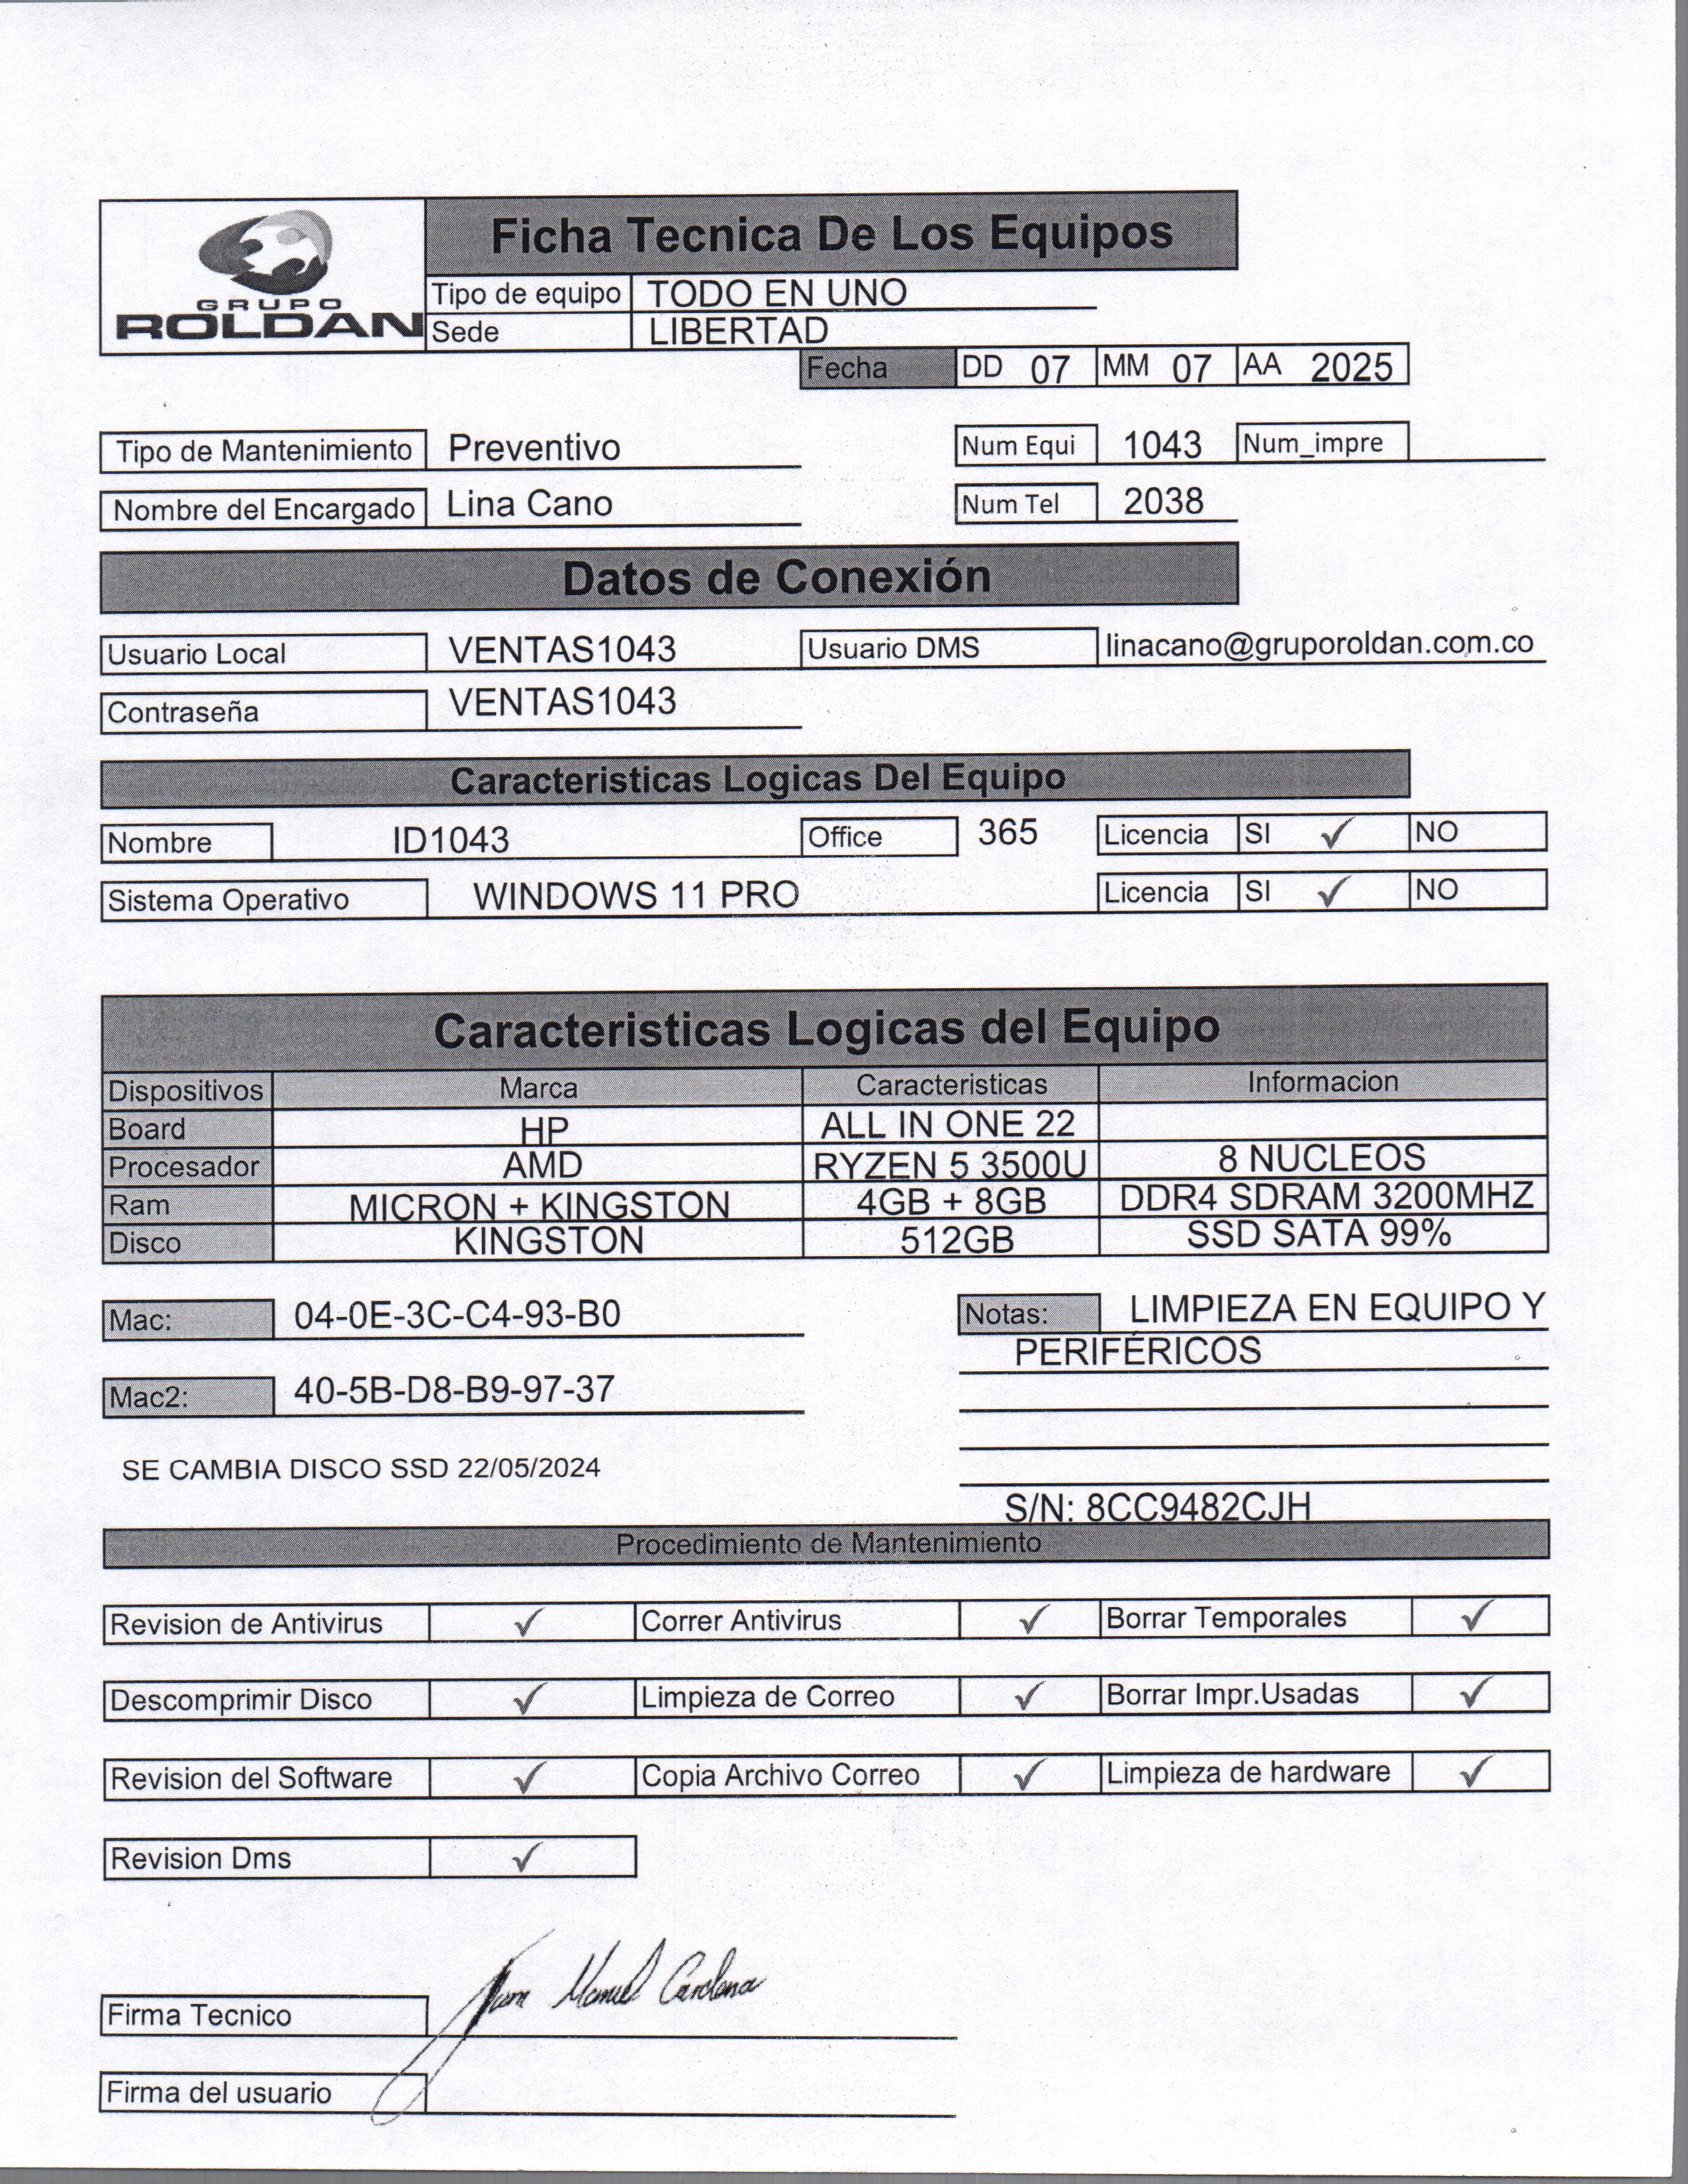 GRUPO
ROLDAN
Ficha Tecnica De Los Equipos
Tipo de equipo TODO EN UNO
Sede LIBERTAD
Fecha DD 07 MM 07 AA 2025
Tipo de Mantenimiento Preventivo Num Equi 1043 Num_impre
Nombre del Encargado Lina Cano Num Tel 2038
Datos de Conexión
Usuario Local VENTAS1043 Usuario DMS linacano@gruporoldan.com.co
Contraseña VENTAS1043
Caracteristicas Logicas Del Equipo
Nombre ID1043 Office 365 Licencia SI ✓ NO
Sistema Operativo WINDOWS 11 PRO Licencia SI ✓ NO
Caracteristicas Logicas del Equipo
Dispositivos Marca Caracteristicas Informacion
Board HP ALL IN ONE 22
Procesador AMD RYZEN 5 3500U 8 NUCLEOS
Ram MICRON + KINGSTON 4GB + 8GB DDR4 SDRAM 3200MHZ
Disco KINGSTON 512GB SSD SATA 99%
Mac: 04-0E-3C-C4-93-B0 Notas: LIMPIEZA EN EQUIPO Y
PERIFÉRICOS
Mac2: 40-5B-D8-B9-97-37
SE CAMBIA DISCO SSD 22/05/2024
S/N: 8CC9482CJH
Procedimiento de Mantenimiento
Revision de Antivirus ✓ Correr Antivirus ✓ Borrar Temporales ✓
Descomprimir Disco ✓ Limpieza de Correo ✓ Borrar Impr.Usadas ✓
Revision del Software ✓ Copia Archivo Correo ✓ Limpieza de hardware ✓
Revision Dms ✓
Firma Tecnico Juan Manuel Cardona
Firma del usuario